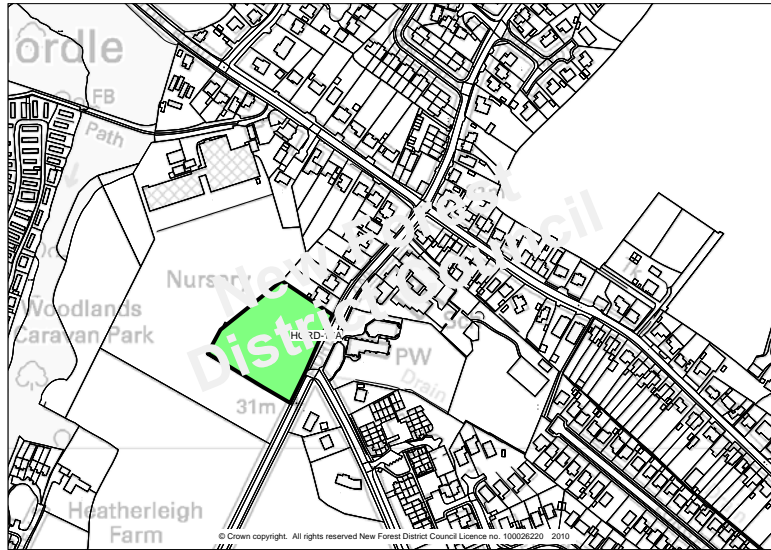 ordle
FB
Path
Nursery
New Forest
District Council
Woodlands
Caravan Park
PW
Drain
31m
Heatherleigh
Farm
© Crown copyright. All rights reserved New Forest District Council Licence no. 100026220 2010